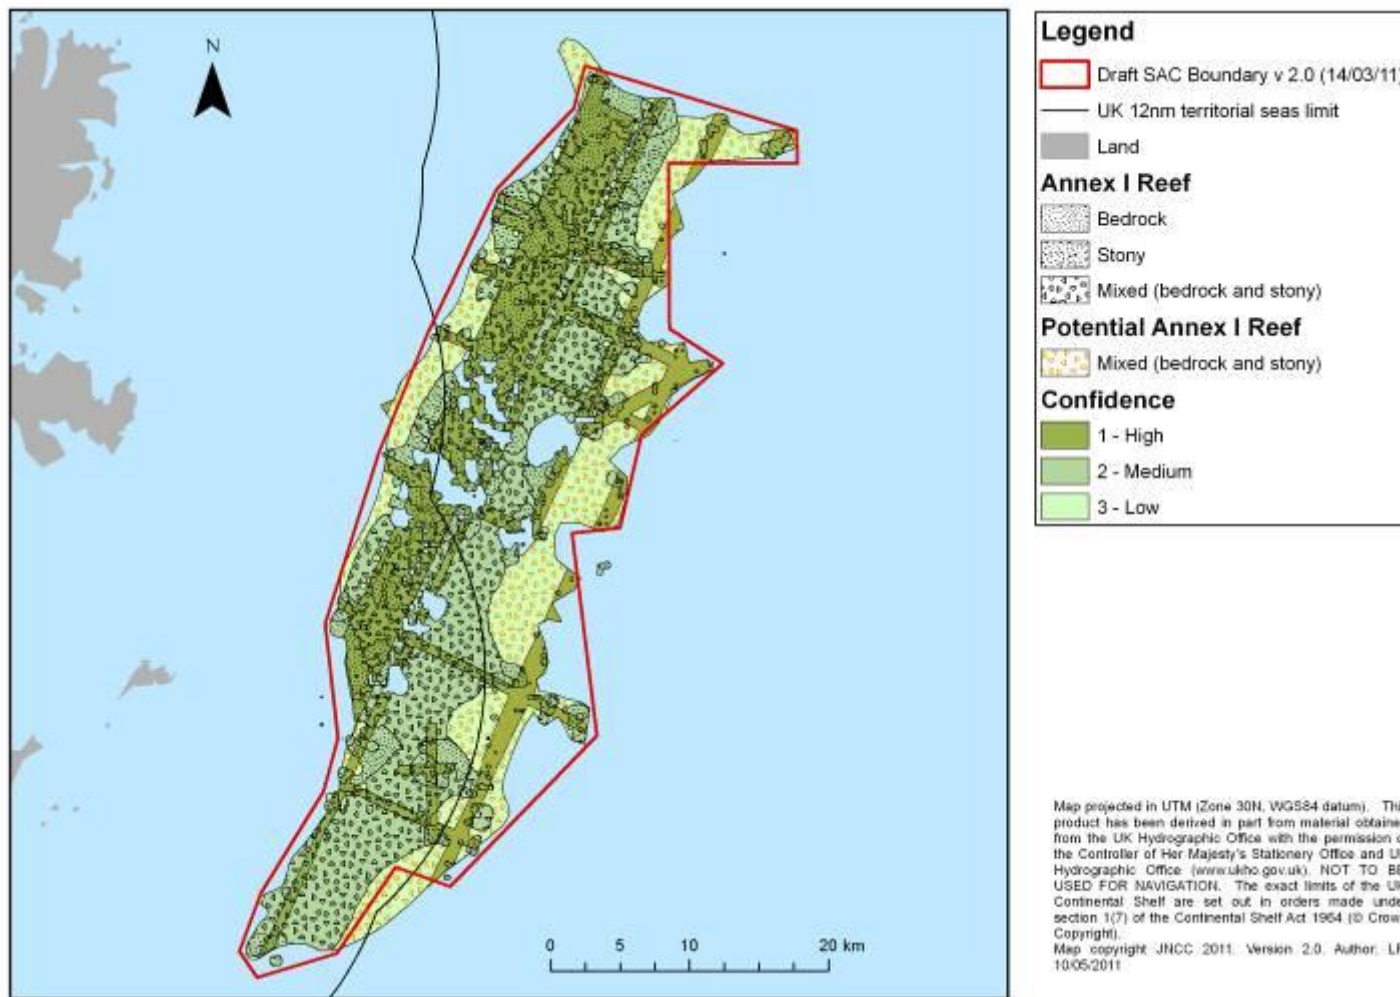 N
0 5 10 20 km
Legend
Draft SAC Boundary v 2.0 (14/03/11)
UK 12nm territorial seas limit
Land
Annex I Reef
Bedrock
Stony
Mixed (bedrock and stony)
Potential Annex I Reef
Mixed (bedrock and stony)
Confidence
1 - High
2 - Medium
3 - Low
Map projected in UTM (Zone 30N, WGS84 datum). Thi
product has been derived in part from material obtaine
from the UK Hydrographic Office with the permission o
the Controller of Her Majesty's Stationery Office and U
Hydrographic Office (www.ukho.gov.uk). NOT TO BE
USED FOR NAVIGATION. The exact limits of the U
Continental Shelf are set out in orders made unde
section 1(7) of the Continental Shelf Act 1964 (© Crow
Copyright).
Map copyright JNCC 2011. Version 2.0. Author:
10/05/2011